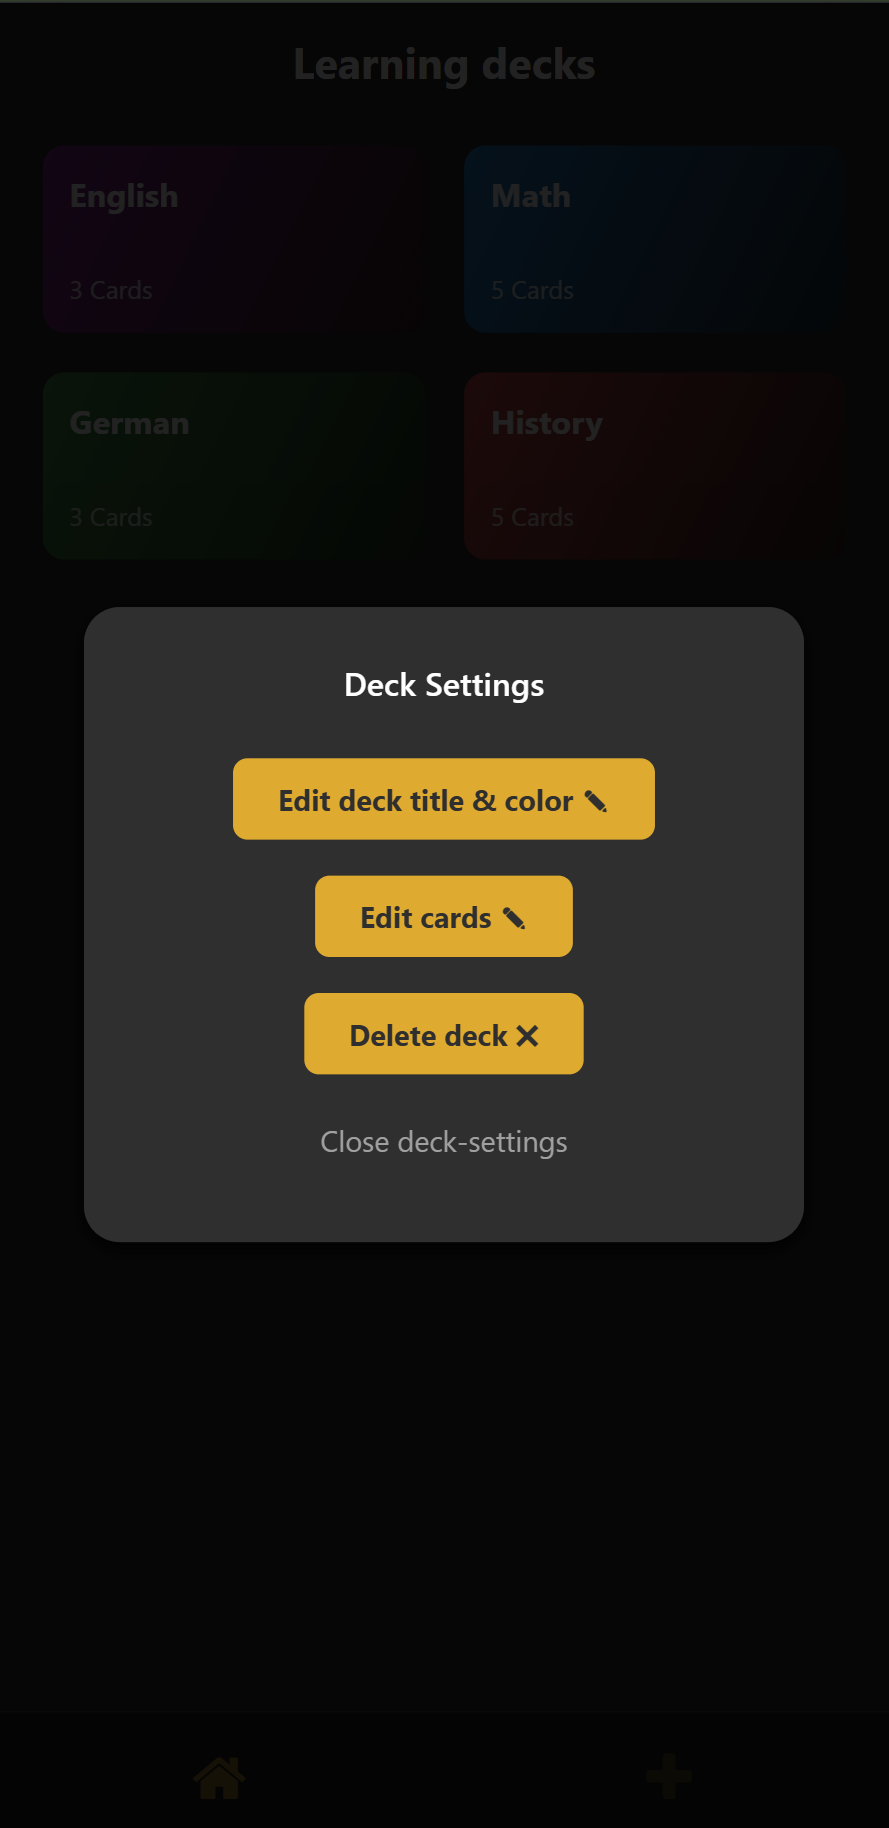 Learning decks
English
Math
3 Cards
5 Cards
German
History
3 Cards
5 Cards
Deck Settings
Edit deck title & color
Edit cards
Delete deck
Close deck-settings